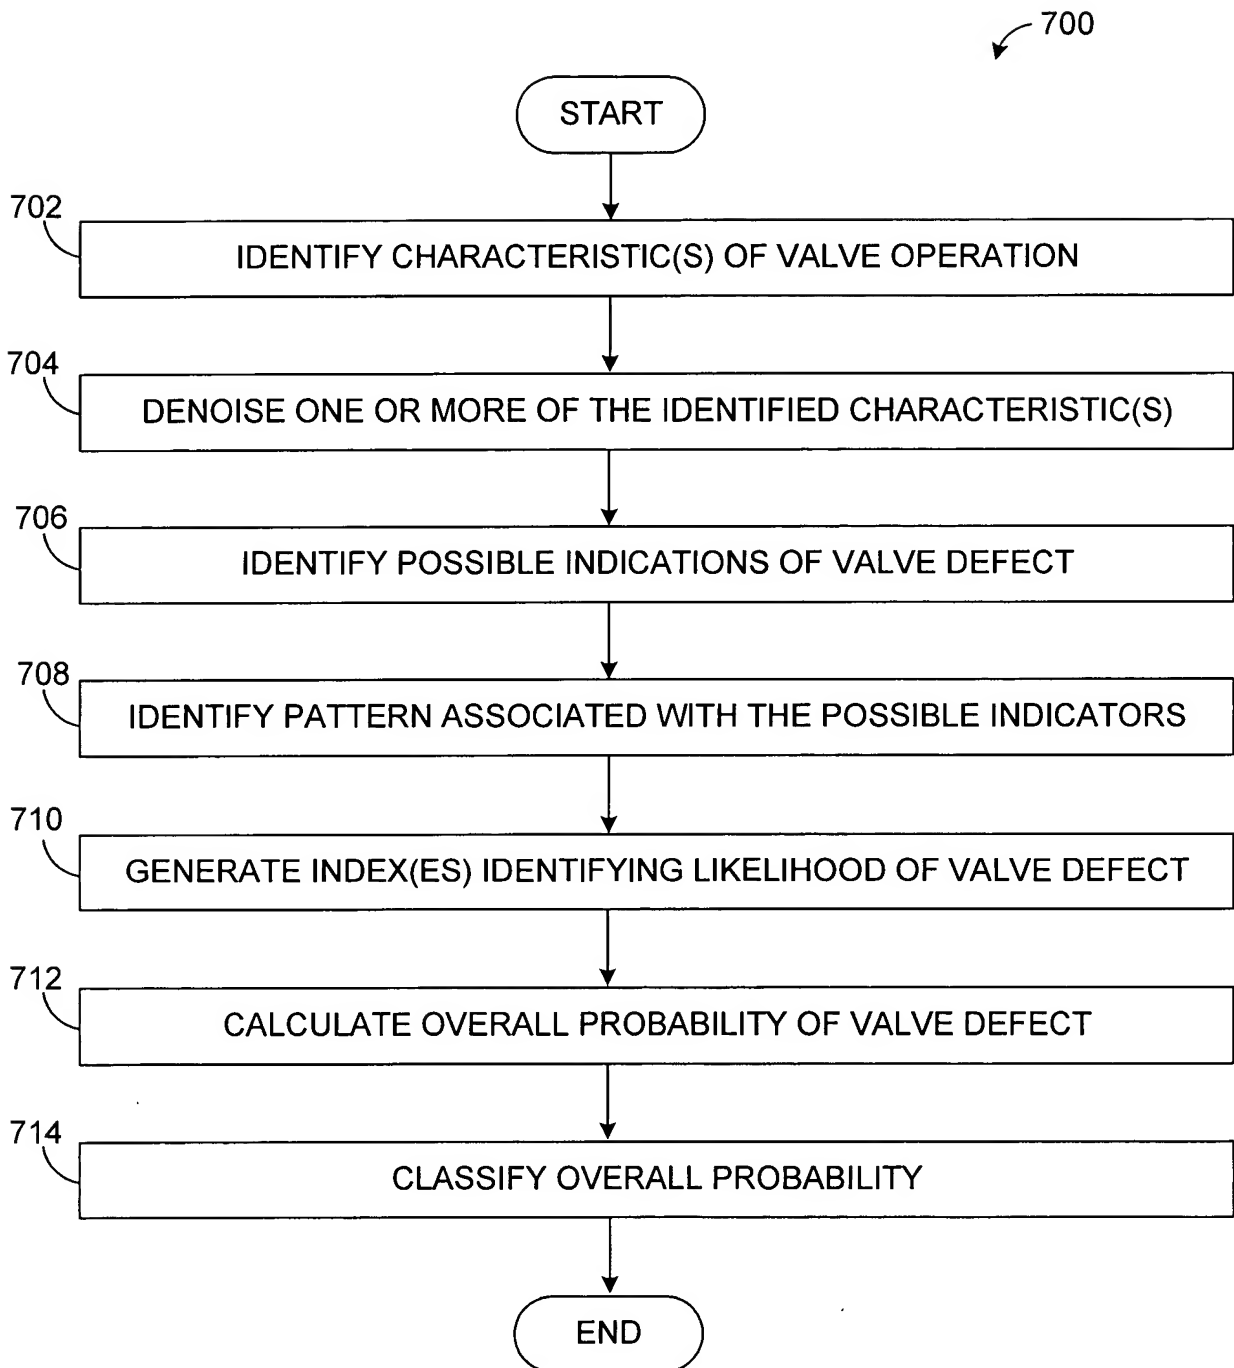 700
START
702
IDENTIFY CHARACTERISTIC(S) OF VALVE OPERATION
704
DENOISE ONE OR MORE OF THE IDENTIFIED CHARACTERISTIC(S)
706
IDENTIFY POSSIBLE INDICATIONS OF VALVE DEFECT
708
IDENTIFY PATTERN ASSOCIATED WITH THE POSSIBLE INDICATORS
710
GENERATE INDEX(ES) IDENTIFYING LIKELIHOOD OF VALVE DEFECT
712
CALCULATE OVERALL PROBABILITY OF VALVE DEFECT
714
CLASSIFY OVERALL PROBABILITY
END